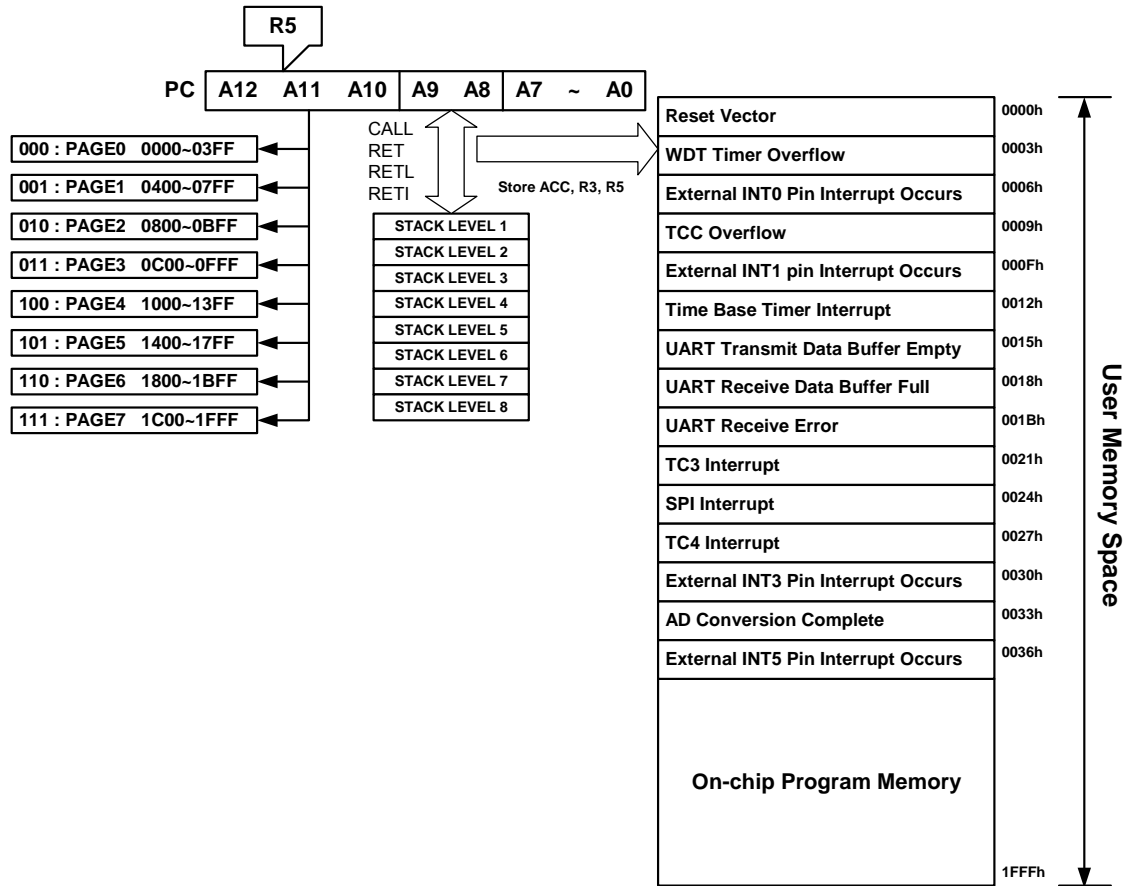 R5
PC A12 A11 A10 A9 A8 A7 ~ A0
000 : PAGE0 0000~03FF
001 : PAGE1 0400~07FF
010 : PAGE2 0800~0BFF
011 : PAGE3 0C00~0FFF
100 : PAGE4 1000~13FF
101 : PAGE5 1400~17FF
110 : PAGE6 1800~1BFF
111 : PAGE7 1C00~1FFF
CALL
RET
RETL
RETI
Store ACC, R3, R5
STACK LEVEL 1
STACK LEVEL 2
STACK LEVEL 3
STACK LEVEL 4
STACK LEVEL 5
STACK LEVEL 6
STACK LEVEL 7
STACK LEVEL 8
Reset Vector 0000h
WDT Timer Overflow 0003h
External INT0 Pin Interrupt Occurs 0006h
TCC Overflow 0009h
External INT1 pin Interrupt Occurs 000Fh
Time Base Timer Interrupt 0012h
UART Transmit Data Buffer Empty 0015h
UART Receive Data Buffer Full 0018h
UART Receive Error 001Bh
TC3 Interrupt 0021h
SPI Interrupt 0024h
TC4 Interrupt 0027h
External INT3 Pin Interrupt Occurs 0030h
AD Conversion Complete 0033h
External INT5 Pin Interrupt Occurs 0036h
On-chip Program Memory
1FFFh
User Memory Space